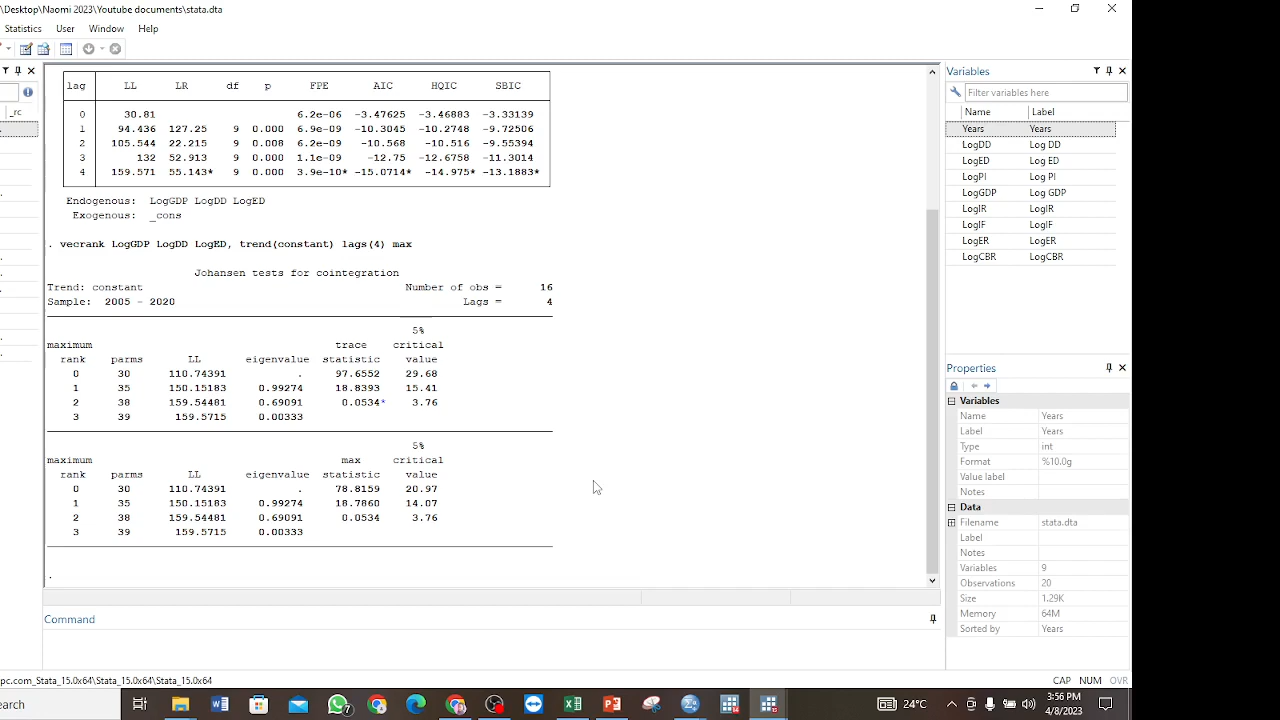 \Desktop\Naomi 2023\Youtube documents\stata.dta
Statistics User Window Help
_rc
lag LL LR df p FPE AIC HQIC SBIC
0 30.81 6.2e-06 -3.47625 -3.46883 -3.33139
1 94.436 127.25 9 0.000 6.9e-09 -10.3045 -10.2748 -9.72506
2 105.544 22.215 9 0.008 6.2e-09 -10.568 -10.516 -9.55394
3 132 52.913 9 0.000 1.1e-09 -12.75 -12.6758 -11.3014
4 159.571 55.143* 9 0.000 3.9e-10* -15.0714* -14.975* -13.1883*
Endogenous: LogGDP LogDD LogED
Exogenous: _cons
. vecrank LogGDP LogDD LogED, trend(constant) lags(4) max
Johansen tests for cointegration
Trend: constant Number of obs = 16
Sample: 2005 - 2020 Lags = 4
5%
maximum trace critical
rank parms LL eigenvalue statistic value
0 30 110.74391 . 97.6552 29.68
1 35 150.15183 0.99274 18.8393 15.41
2 38 159.54481 0.69091 0.0534* 3.76
3 39 159.5715 0.00333
5%
maximum max critical
rank parms LL eigenvalue statistic value
0 30 110.74391 . 78.8159 20.97
1 35 150.15183 0.99274 18.7860 14.07
2 38 159.54481 0.69091 0.0534 3.76
3 39 159.5715 0.00333
.
Command
Variables
Filter variables here
Name Label
Years Years
LogDD Log DD
LogED Log ED
LogPI Log PI
LogGDP Log GDP
LogIR LogIR
LogIF LogIF
LogER LogER
LogCBR LogCBR
Properties
Variables
Name Years
Label Years
Type int
Format %10.0g
Value label
Notes
Data
Filename stata.dta
Label
Notes
Variables 9
Observations 20
Size 1.29K
Memory 64M
Sorted by Years
pc.com_Stata_15.0x64\Stata_15.0x64\Stata_15.0x64
CAP NUM OVR
earch
7
24°C
3:56 PM
4/8/2023